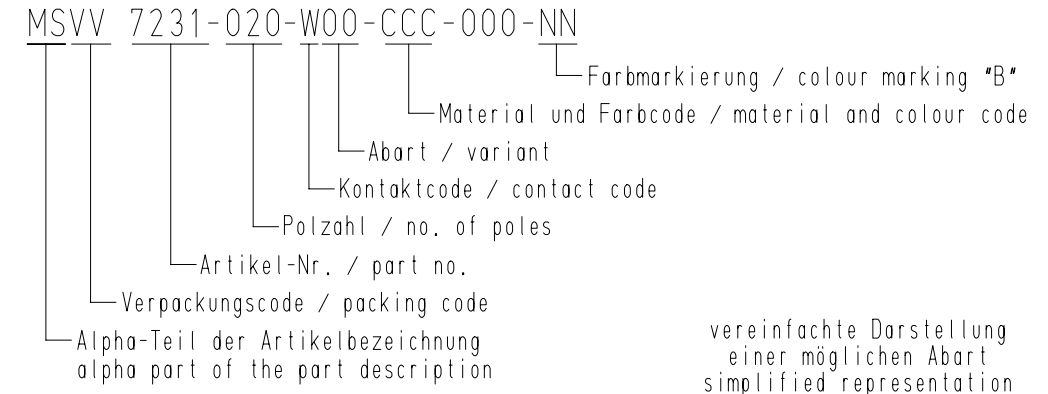 MSVV 7231-020-W00-CCC-000-NN
Farbmarkierung / colour marking "B"
Material und Farbcode / material and colour code
Abart / variant
Kontaktcode / contact code
Polzahl / no. of poles
Artikel-Nr. / part no.
Verpackungscode / packing code
Alpha-Teil der Artikelbezeichnung
alpha part of the part description
vereinfachte Darstellung
einer möglichen Abart
simplified representation